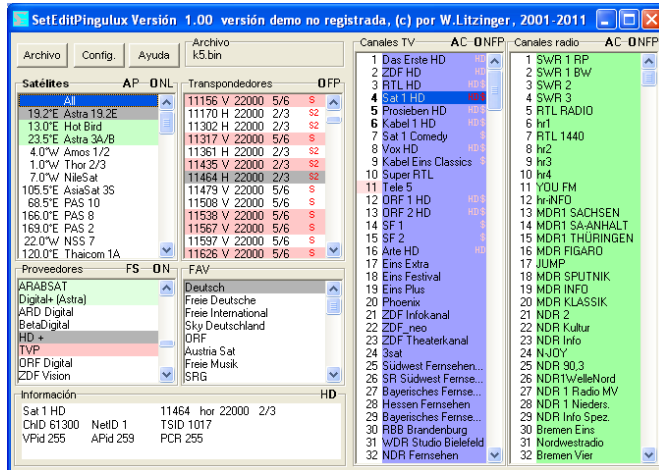 SetEditPingulux Versión 1.00 versión demo no registrada, (c) por W.Litzinger, 2001-2011
Archivo Config. Ayuda
Archivo
k5.bin
Satélites AP ONL
All
19.2°E Astra 19.2E
13.0°E Hot Bird
23.5°E Astra 3A/B
4.0°W Amos 1/2
1.0°W Thor 2/3
7.0°W NileSat
105.5°E AsiaSat 3S
68.5°E PAS 10
166.0°E PAS 8
169.0°E PAS 2
22.0°W NSS 7
120.0°E Thaicom 1A
Transpondedores OFP
11156 V 22000 5/6 S
11170 H 22000 2/3 S2
11302 H 22000 2/3 S2
11317 V 22000 5/6 S
11361 H 22000 2/3 S2
11435 V 22000 2/3 S2
11464 H 22000 2/3 S2
11479 V 22000 5/6 S
11508 V 22000 5/6 S
11538 V 22000 5/6 S
11567 V 22000 5/6 S
11597 V 22000 5/6 S
11626 V 22000 5/6 S
Proveedores FS ON
ARABSAT
Digital+ (Astra)
ARD Digital
BetaDigital
HD +
TVP
ORF Digital
ZDF Vision
FAV
Deutsch
Freie Deutsche
Freie International
Sky Deutschland
ORF
Austria Sat
Freie Musik
SRG
Información HD
Sat 1 HD 11464 hor 22000 2/3
ChID 61300 NetID 1 TSID 1017
VPid 255 APid 259 PCR 255
Canales TV AC ONFP
1 Das Erste HD HD
2 ZDF HD HD
3 RTL HD HD$
4 Sat 1 HD HD$
5 Prosieben HD HD$
6 Kabel 1 HD HD$
7 Sat 1 Comedy $
8 Vox HD HD$
9 Kabel Eins Classics $
10 Super RTL
11 Tele 5
12 ORF 1 HD HD$
13 ORF 2 HD HD$
14 SF 1 $
15 SF 2 $
16 Arte HD HD
17 Eins Extra
18 Eins Festival
19 Eins Plus
20 Phoenix
21 ZDF Infokanal
22 ZDF_neo
23 ZDF Theaterkanal
24 3sat
25 Südwest Fernsehen...
26 SR Südwest Fernse...
27 Bayerisches Fernse...
28 Hessen Fernsehen
29 Bayerisches Fernse...
30 RBB Brandenburg
31 WDR Studio Bielefeld
32 NDR Fernsehen
Canales radio AC ONFP
1 SWR 1 RP
2 SWR 1 BW
3 SWR 2
4 SWR 3
5 RTL RADIO
6 hr1
7 RTL 1440
8 hr2
9 hr3
10 hr4
11 YOU FM
12 hr-iNFO
13 MDR1 SACHSEN
14 MDR1 SA-ANHALT
15 MDR1 THÜRINGEN
16 MDR FIGARO
17 JUMP
18 MDR SPUTNIK
19 MDR INFO
20 MDR KLASSIK
21 NDR 2
22 NDR Kultur
23 NDR Info
24 N-JOY
25 NDR 90,3
26 NDR1WelleNord
27 NDR 1 Radio MV
28 NDR 1 Nieders.
29 NDR Info Spez.
30 Bremen Eins
31 Nordwestradio
32 Bremen Vier